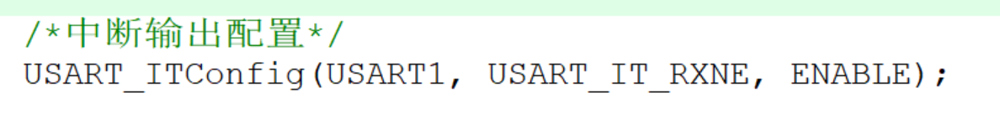 /*中断输出配置*/
USART_ITConfig(USART1, USART_IT_RXNE, ENABLE);